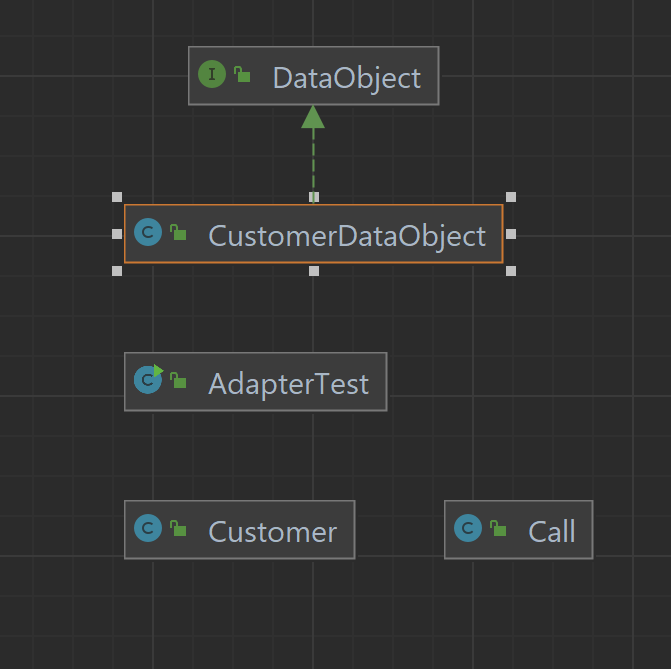 I DataObject
C CustomerDataObject
C AdapterTest
C Customer
C Call